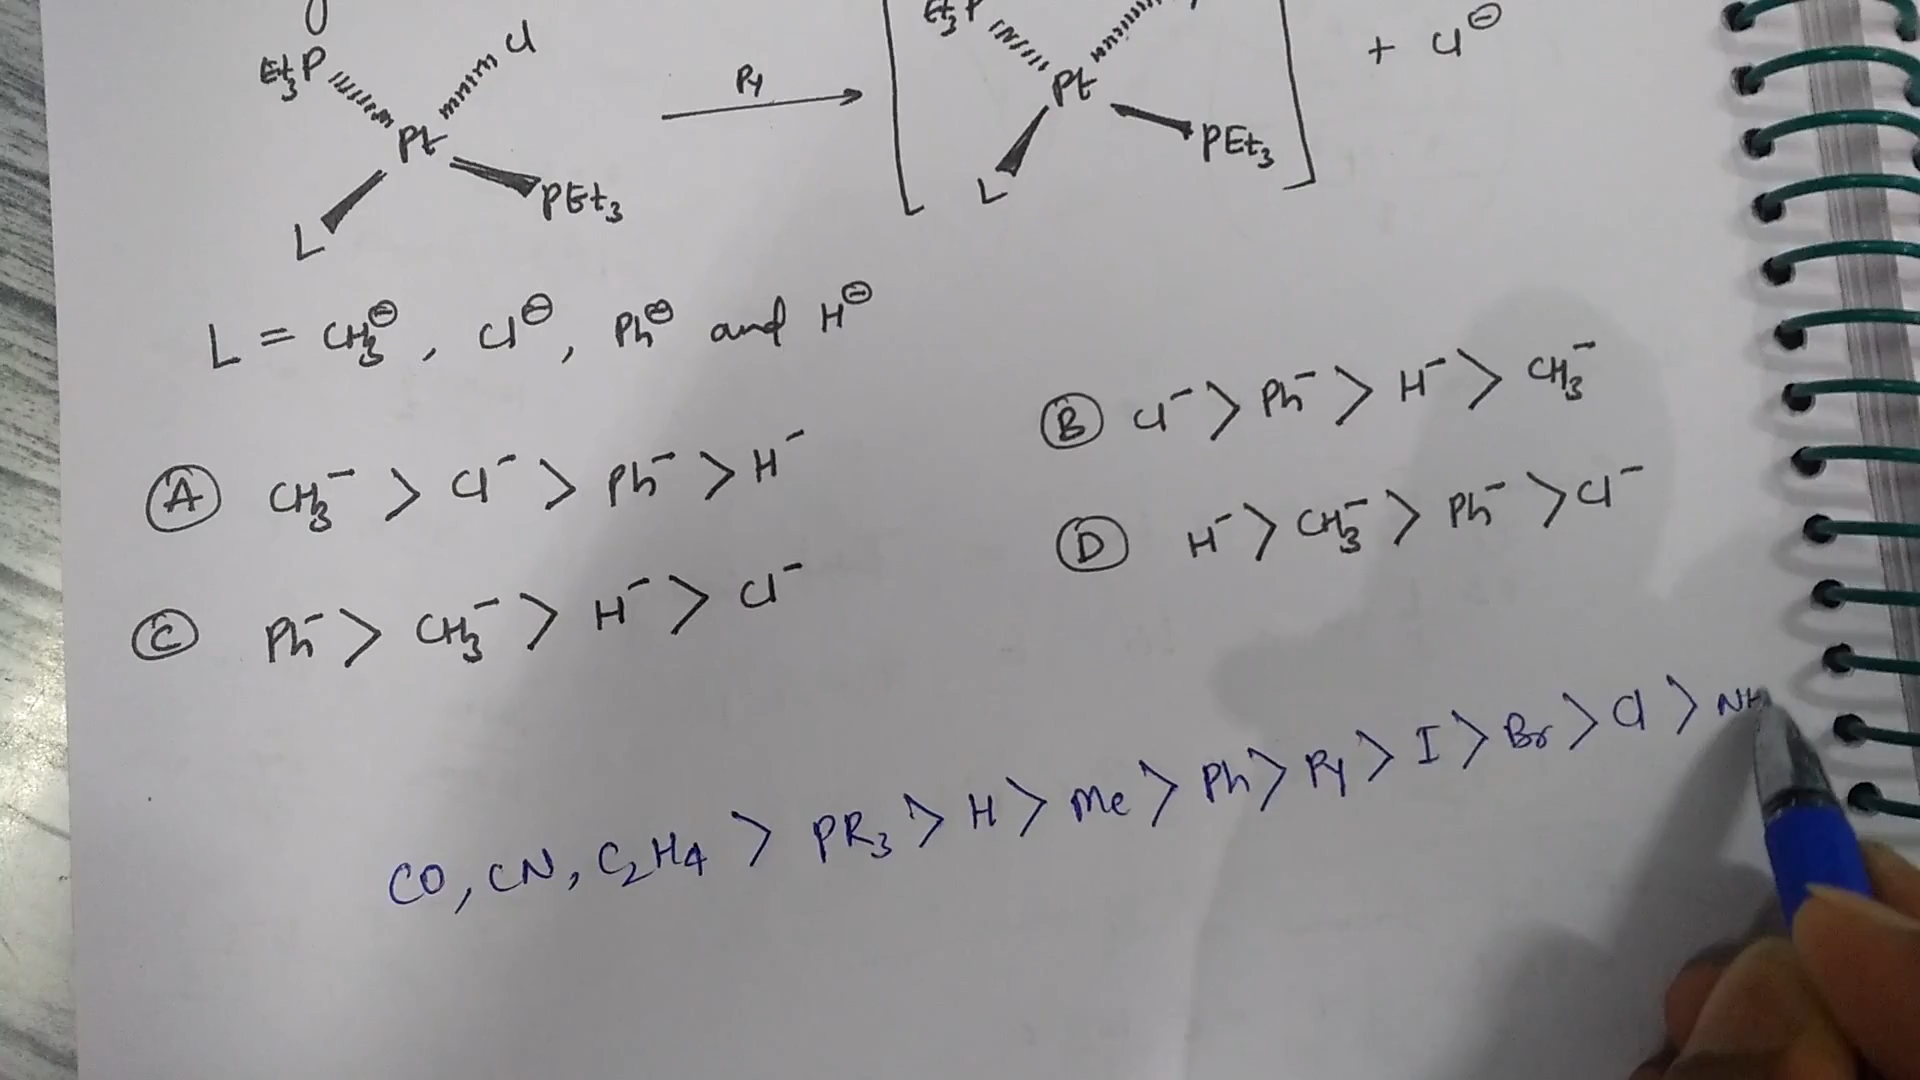 Et3P Cl Py Et3P + Cl⊖
Pt Pt
L PEt3 L PEt3
L = CH3⊖, Cl⊖, Ph⊖ and H⊖
Ⓐ CH3⁻ > Cl⁻ > Ph⁻ > H⁻
Ⓑ Cl⁻ > Ph⁻ > H⁻ > CH3⁻
Ⓒ Ph⁻ > CH3⁻ > H⁻ > Cl⁻
Ⓓ H⁻ > CH3⁻ > Ph⁻ > Cl⁻
CO, CN, C2H4 > PR3 > H > Me > Ph > Py > I > Br > Cl > NH